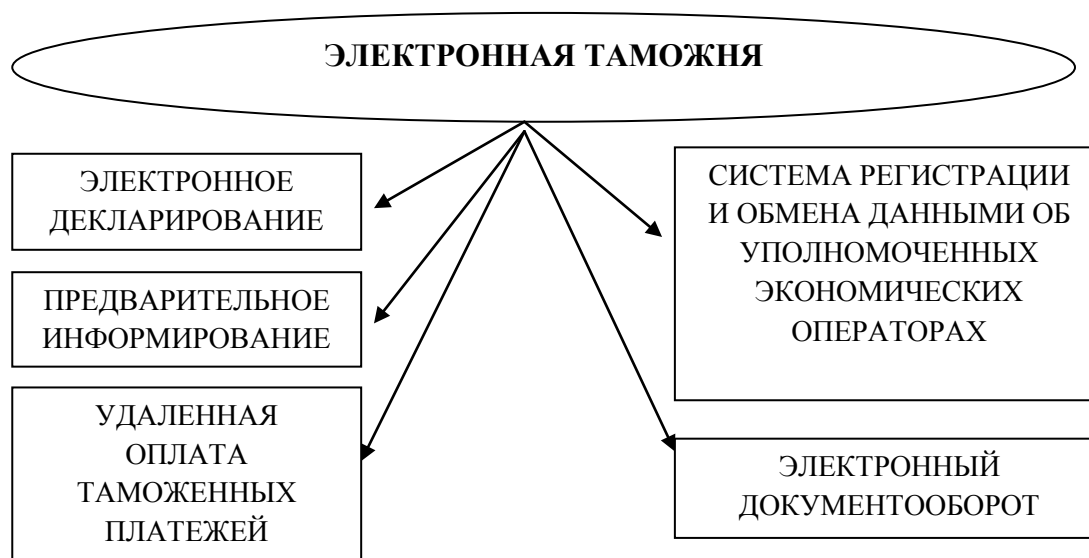 ЭЛЕКТРОННАЯ ТАМОЖНЯ
ЭЛЕКТРОННОЕ
ДЕКЛАРИРОВАНИЕ
ПРЕДВАРИТЕЛЬНОЕ
ИНФОРМИРОВАНИЕ
УДАЛЕННАЯ
ОПЛАТА
ТАМОЖЕННЫХ
ПЛАТЕЖЕЙ
СИСТЕМА РЕГИСТРАЦИИ
И ОБМЕНА ДАННЫМИ ОБ
УПОЛНОМОЧЕННЫХ
ЭКОНОМИЧЕСКИХ
ОПЕРАТОРАХ
ЭЛЕКТРОННЫЙ
ДОКУМЕНТООБОРОТ